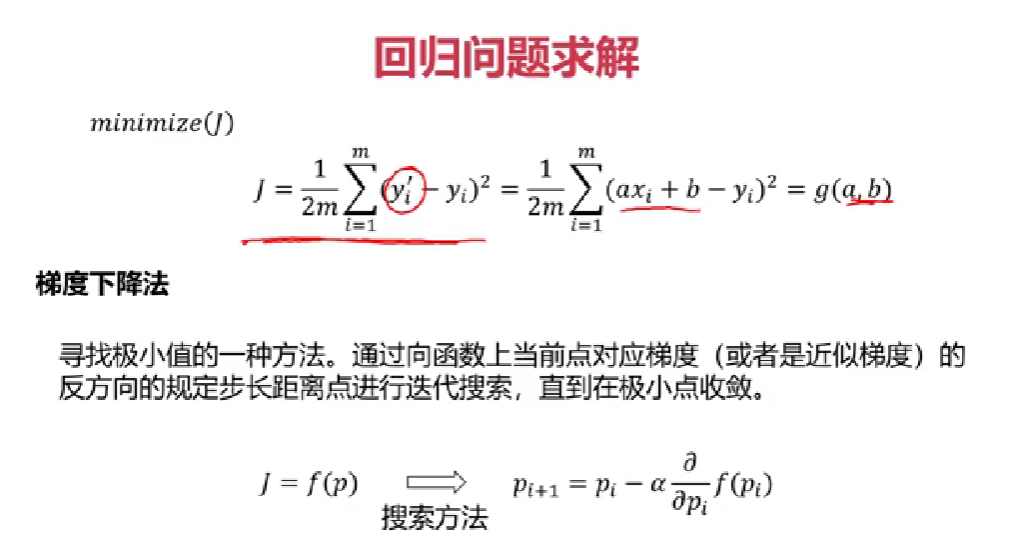 回归问题求解
minimize(J)
J = \frac{1}{2m} \sum_{i=1}^{m} (y_i' - y_i)^2 = \frac{1}{2m} \sum_{i=1}^{m} (ax_i + b - y_i)^2 = g(a,b)
梯度下降法
寻找极小值的一种方法。通过向函数上当前点对应梯度（或者是近似梯度）的
反方向的规定步长距离点进行迭代搜索，直到在极小点收敛。
J = f(p) ⇨ p_{i+1} = p_i - α \frac{∂}{∂p_i} f(p_i)
搜索方法